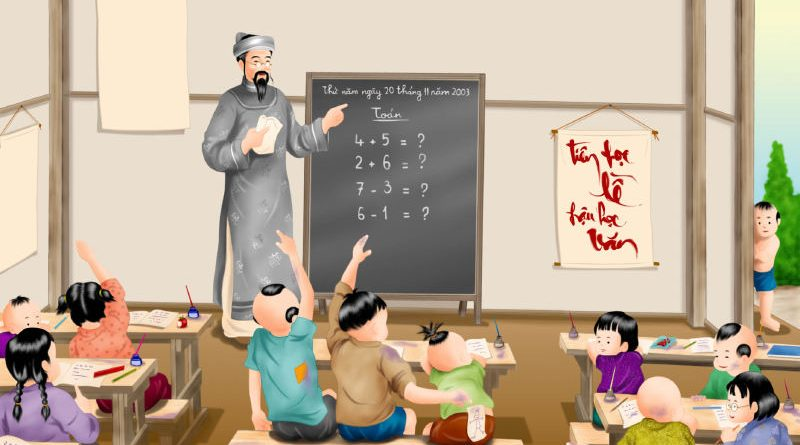 Thứ năm ngày 20 tháng 11 năm 2003
Toán
4 + 5 = ?
2 + 6 = ?
7 - 3 = ?
6 - 1 = ?
tiên học
lễ
hậu học
văn